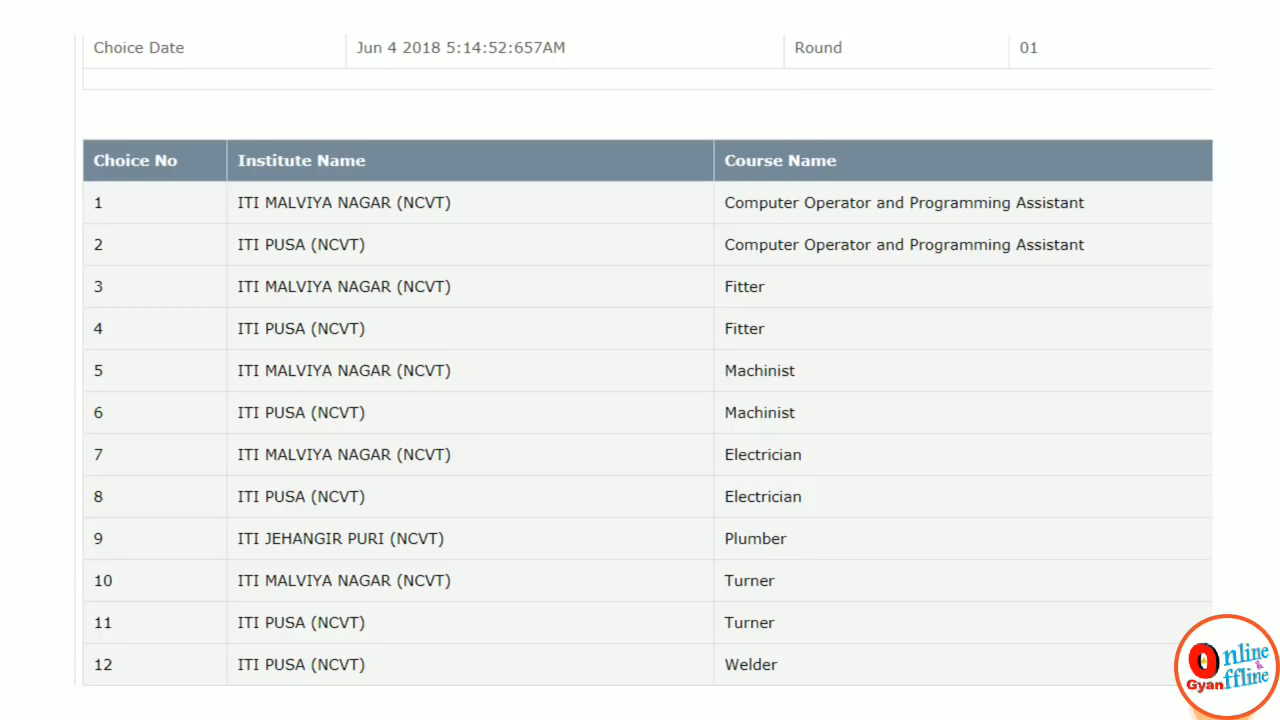 Choice Date Jun 4 2018 5:14:52:657AM Round 01
Choice No Institute Name Course Name
1 ITI MALVIYA NAGAR (NCVT) Computer Operator and Programming Assistant
2 ITI PUSA (NCVT) Computer Operator and Programming Assistant
3 ITI MALVIYA NAGAR (NCVT) Fitter
4 ITI PUSA (NCVT) Fitter
5 ITI MALVIYA NAGAR (NCVT) Machinist
6 ITI PUSA (NCVT) Machinist
7 ITI MALVIYA NAGAR (NCVT) Electrician
8 ITI PUSA (NCVT) Electrician
9 ITI JEHANGIR PURI (NCVT) Plumber
10 ITI MALVIYA NAGAR (NCVT) Turner
11 ITI PUSA (NCVT) Turner
12 ITI PUSA (NCVT) Welder
Online
&
Gyan ffline